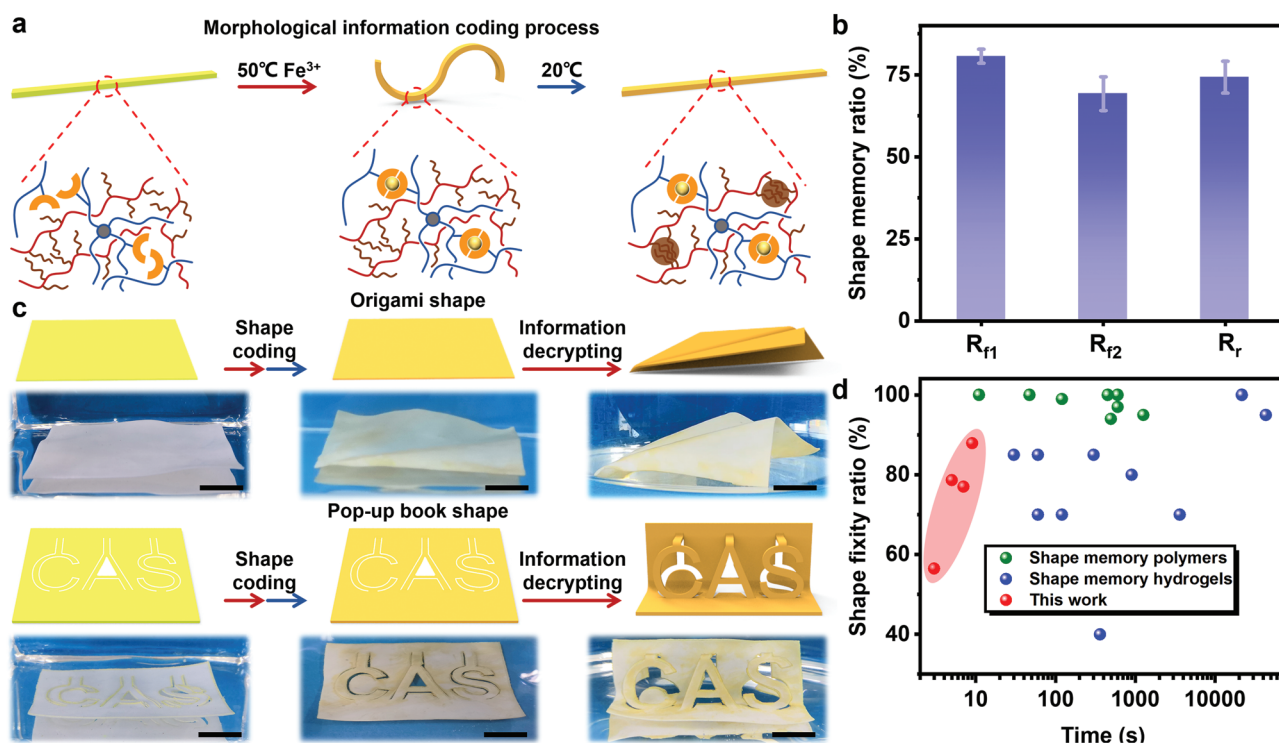 a
Morphological information coding process
50℃ Fe³⁺
20℃
b
Shape memory ratio (%)
75
50
25
0
R_f1
R_f2
R_r
c
Origami shape
Shape
coding
Information
decrypting
Pop-up book shape
CAS
Shape
coding
CAS
Information
decrypting
CAS
CAS
CAS
CAS
d
Shape fixity ratio (%)
100
80
60
40
Shape memory polymers
Shape memory hydrogels
This work
10
100
1000
10000
Time (s)